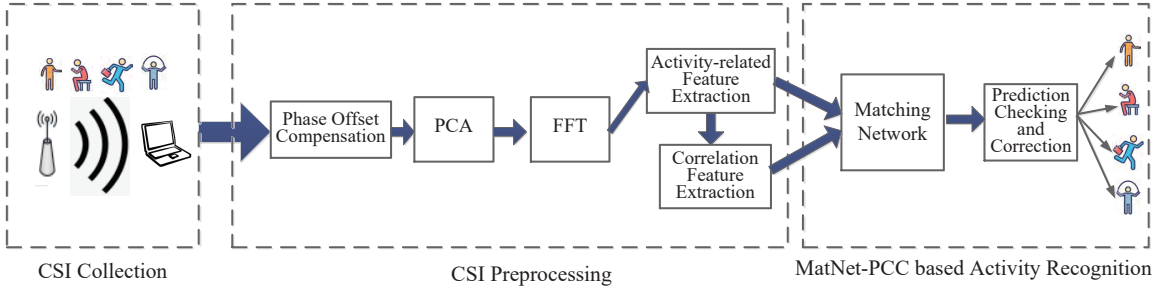 Phase Offset
Compensation
PCA
FFT
Activity-related
Feature
Extraction
Correlation
Feature
Extraction
Matching
Network
Prediction
Checking
and
Correction
CSI Collection
CSI Preprocessing
MatNet-PCC based Activity Recognition